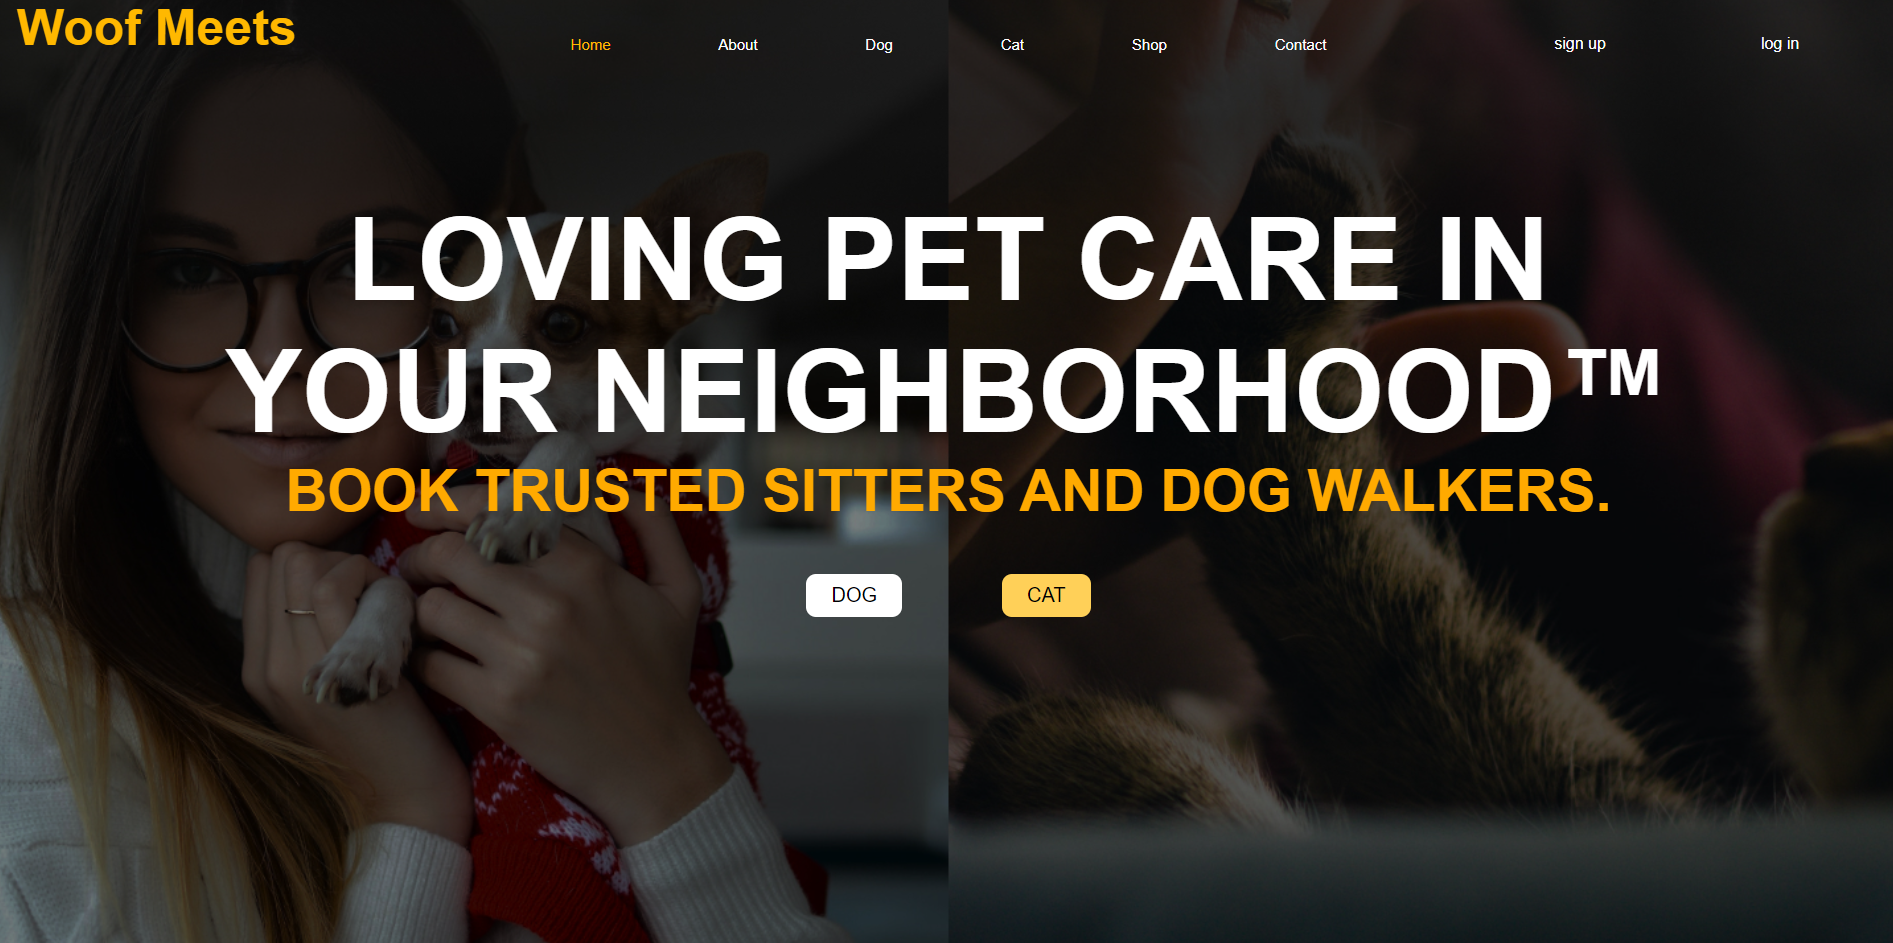 Woof Meets
Home About Dog Cat Shop Contact sign up log in
LOVING PET CARE IN
YOUR NEIGHBORHOOD™
BOOK TRUSTED SITTERS AND DOG WALKERS.
DOG CAT